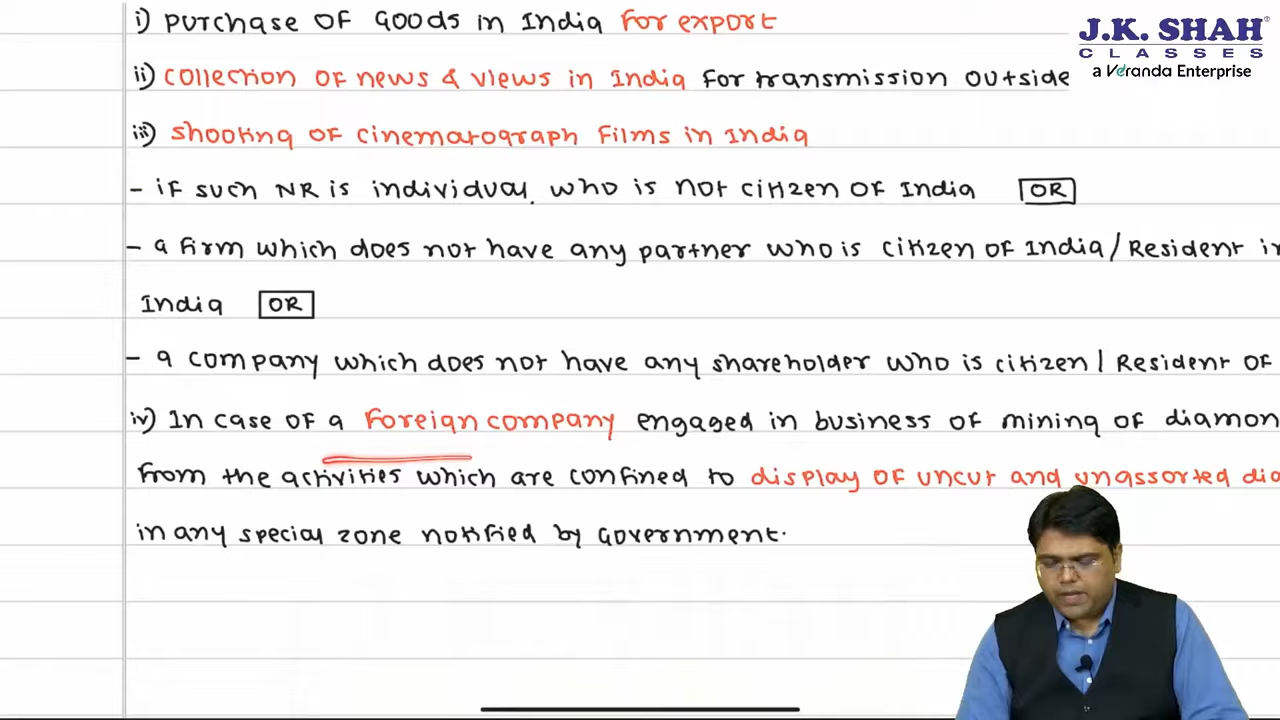 i) purchase of Goods in India for export
J.K. SHAH
CLASSES
a Veranda Enterprise
ii) collection of news & views in India for transmission outside
iii) shooting of cinematograph films in India
- if such NR is individual who is not citizen of India OR
- a firm which does not have any partner who is citizen of India / Resident in
India OR
- a company which does not have any shareholder who is citizen / Resident of
iv) In case of a Foreign company engaged in business of mining of diamon
from the activities which are confined to display of uncut and unassorted dia
in any special zone notified by Government.